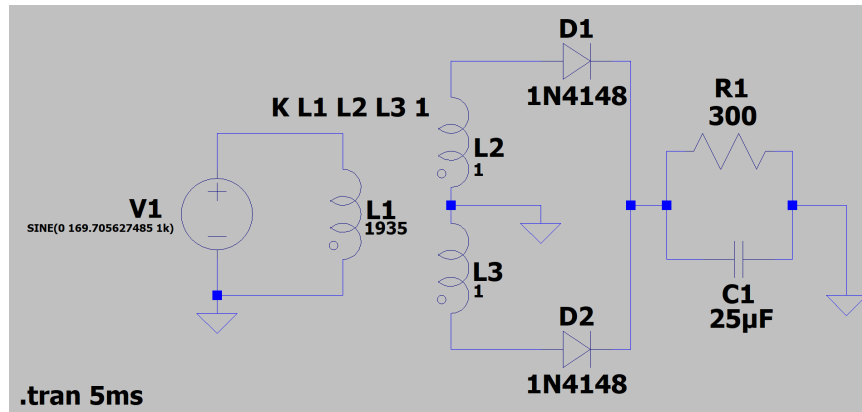 D1
1N4148
K L1 L2 L3 1
L2
1
R1
300
V1
SINE(0 169.705627485 1k)
L1
1935
L3
1
D2
1N4148
C1
25µF
.tran 5ms